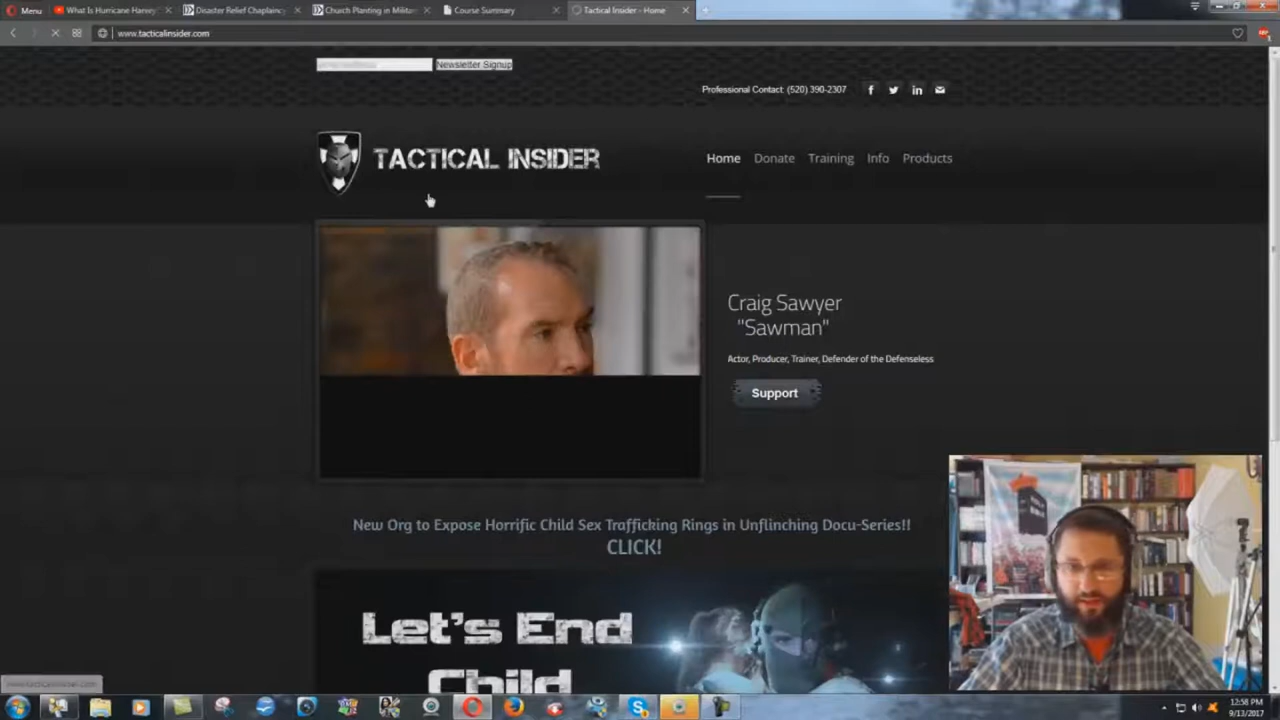 Menu
What Is Hurricane Harvey
Disaster Relief Chaplaincy
Church Planting in Militar
Course Summary
Tactical Insider - Home
www.tacticalinsider.com
Newsletter Signup
Professional Contact: (520) 390-2307
TACTICAL INSIDER
Home
Donate
Training
Info
Products
Craig Sawyer
"Sawman"
Actor, Producer, Trainer, Defender of the Defenseless
Support
New Org to Expose Horrific Child Sex Trafficking Rings in Unflinching Docu-Series!!
CLICK!
Let's End
Child
www.tacticalinsider.com
12:58 PM
9/13/2017